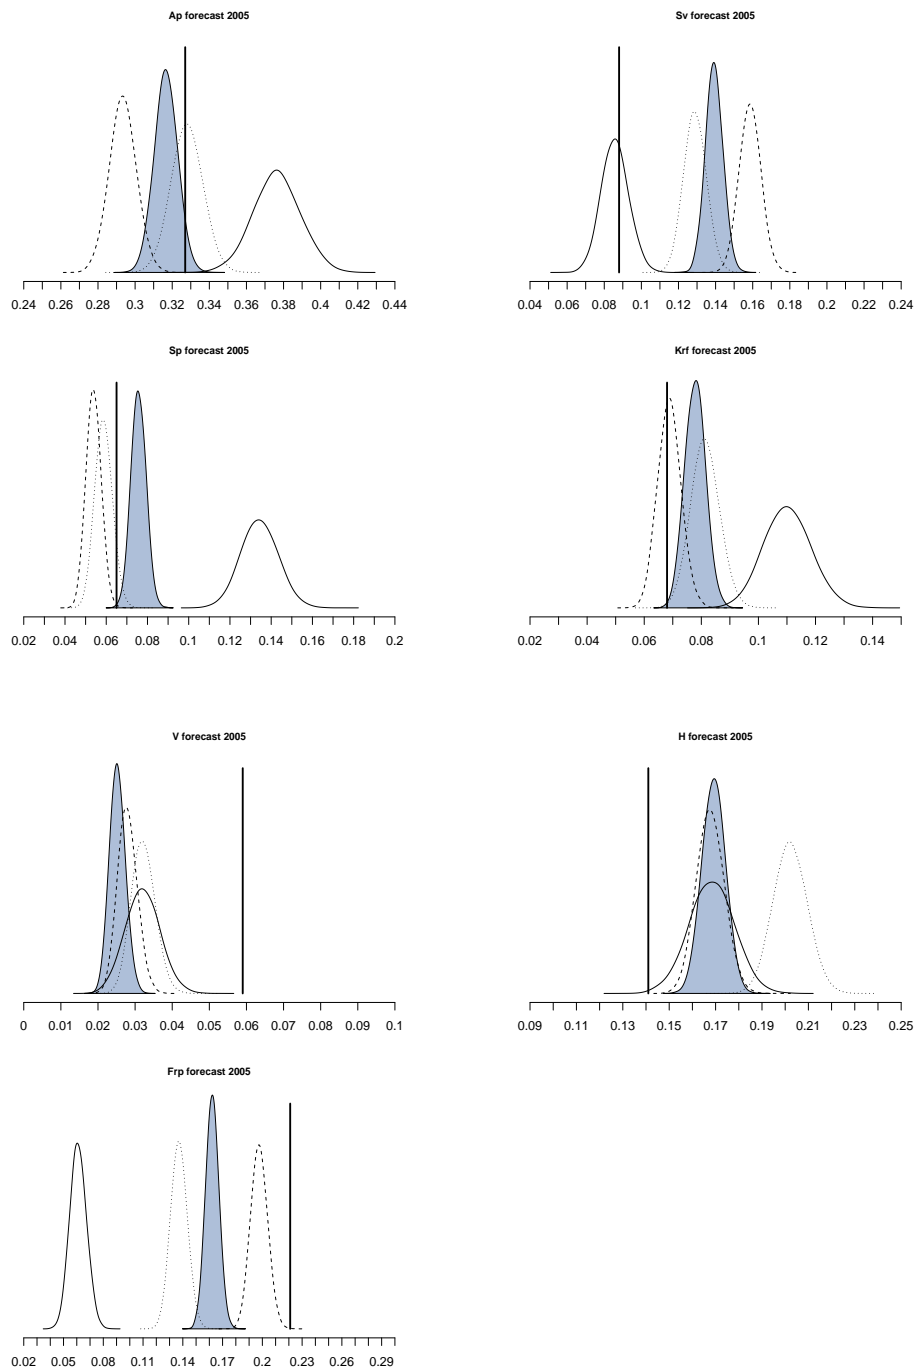 Ap forecast 2005
0.24 0.26 0.28 0.3 0.32 0.34 0.36 0.38 0.4 0.42 0.44
Sv forecast 2005
0.04 0.06 0.08 0.1 0.12 0.14 0.16 0.18 0.2 0.22 0.24
Sp forecast 2005
0.02 0.04 0.06 0.08 0.1 0.12 0.14 0.16 0.18 0.2
Krf forecast 2005
0.02 0.04 0.06 0.08 0.1 0.12 0.14
V forecast 2005
0 0.01 0.02 0.03 0.04 0.05 0.06 0.07 0.08 0.09 0.1
H forecast 2005
0.09 0.11 0.13 0.15 0.17 0.19 0.21 0.23 0.25
Frp forecast 2005
0.02 0.05 0.08 0.11 0.14 0.17 0.2 0.23 0.26 0.29